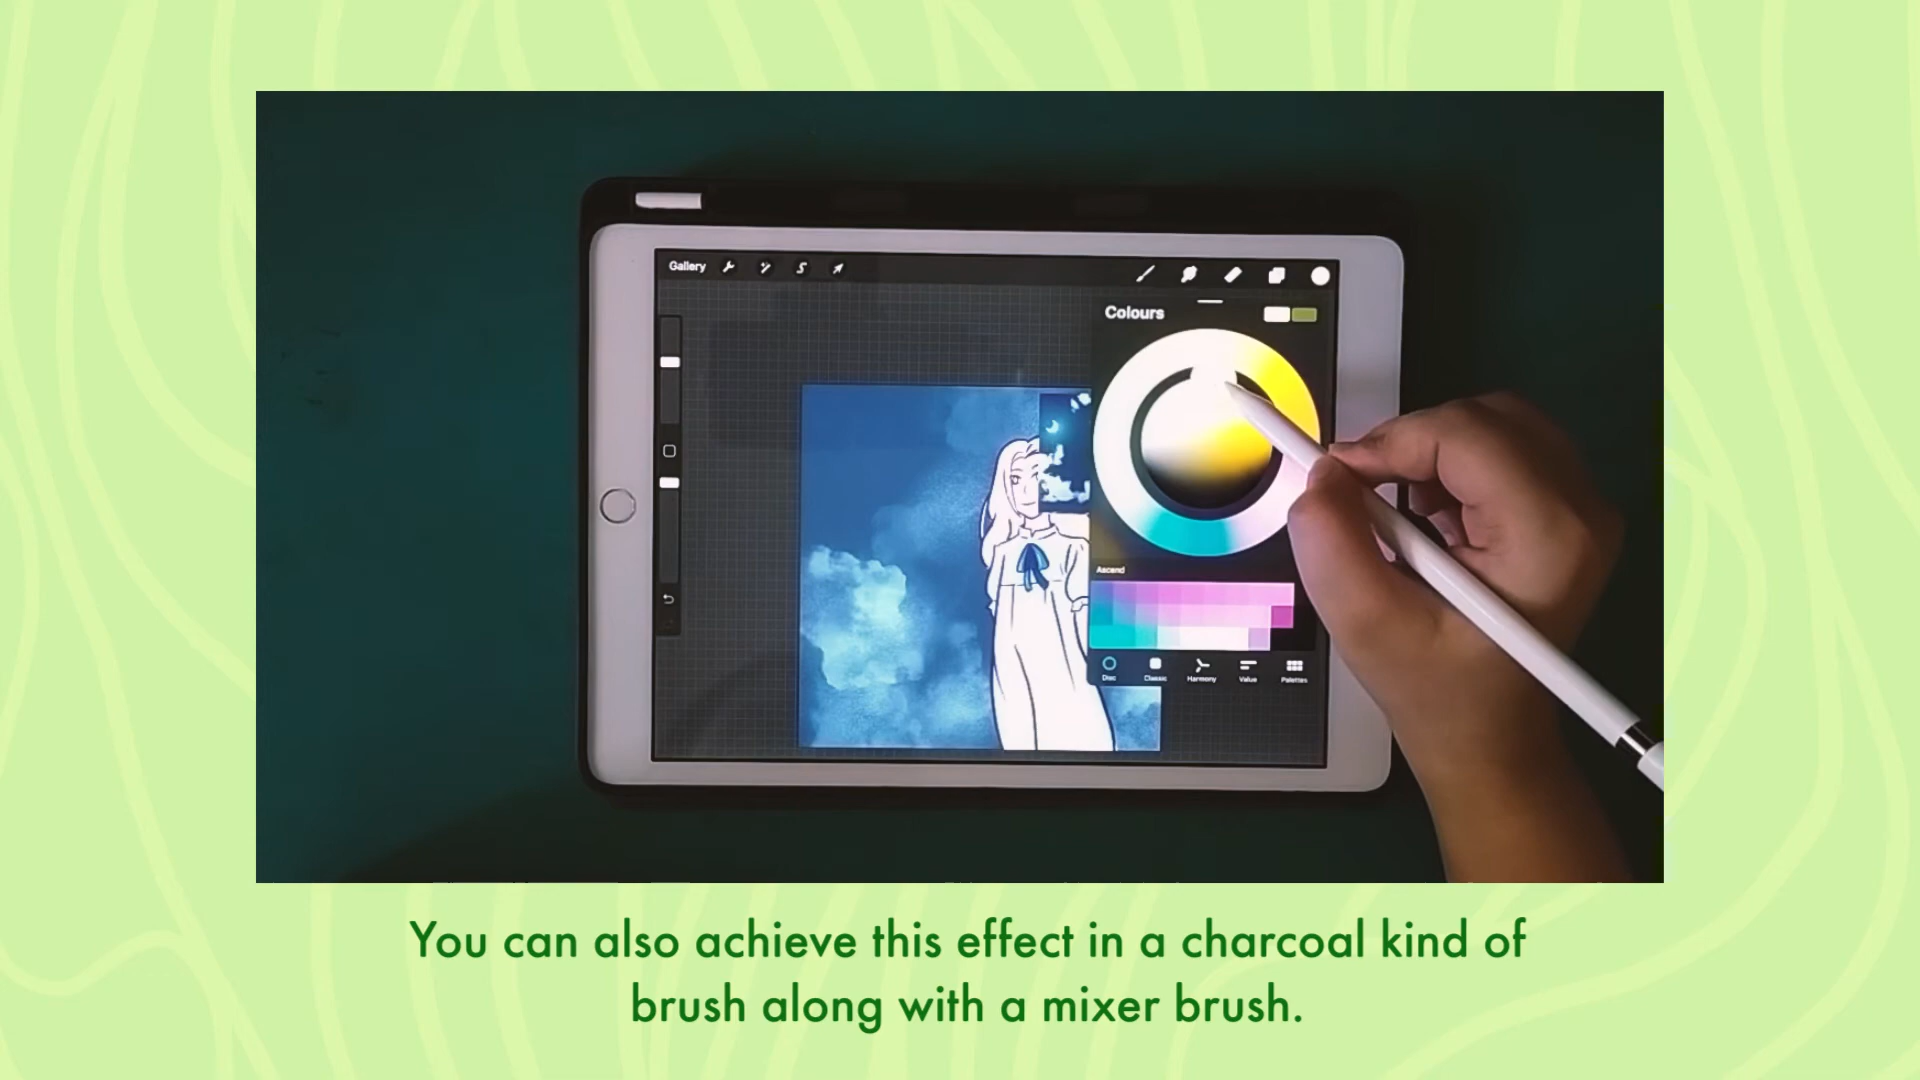 Gallery
Colours
Ascend
Disc Classic Harmony Value Palettes
You can also achieve this effect in a charcoal kind of
brush along with a mixer brush.